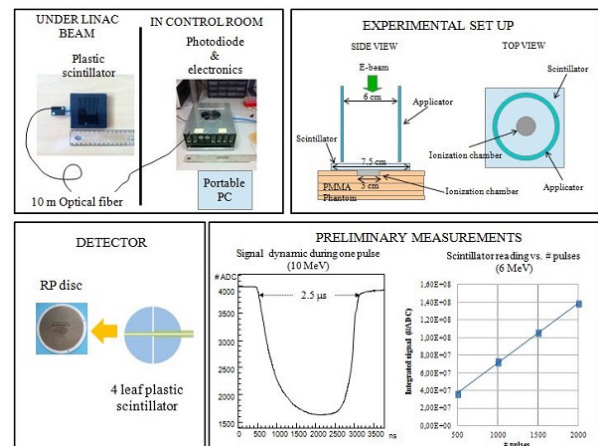 UNDER LINAC
BEAM
Plastic
scintillator
IN CONTROL ROOM
Photodiode
&
electronics
10 m Optical fiber
Portable
PC
EXPERIMENTAL SET UP
SIDE VIEW
TOP VIEW
E-beam
6 cm
Applicator
Scintillator
7.5 cm
Ionization chamber
PMMA
Phantom
3 cm
Scintillator
Ionization chamber
Applicator
DETECTOR
RP disc
4 leaf plastic
scintillator
PRELIMINARY MEASUREMENTS
Signal dynamic during one pulse
(10 MeV)
# ADC
4000
3500
3000
2500
2000
1500
2.5 µs
0 500 1000 1500 2000 2500 3000 3500 ns
Scintillator reading vs. # pulses
(6 MeV)
Integrated signal (#ADC)
1,60E+08
1,40E+08
1,20E+08
1,00E+08
8,00E+07
6,00E+07
4,00E+07
2,00E+07
0,00E+00
500 1000 1500 2000
# pulses